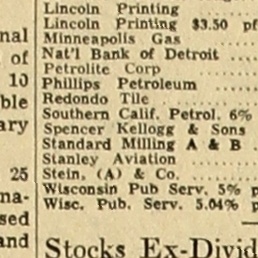 Lincoln Printing
Lincoln Printing $3.50 pf
Minneapolis Gas
Nat'l Bank of Detroit
Petrolite Corp
Phillips Petroleum
Redondo Tile
Southern Calif. Petrol. 6%
Spencer Kellogg & Sons
Standard Milling A & B
Stanley Aviation
Stein, (A) & Co.
Wisconsin Pub Serv. 5% p
Wisc. Pub. Serv. 5.04% p
Stocks Ex-Divid
nal
of
10
ble
ary
25
na-
sed
and